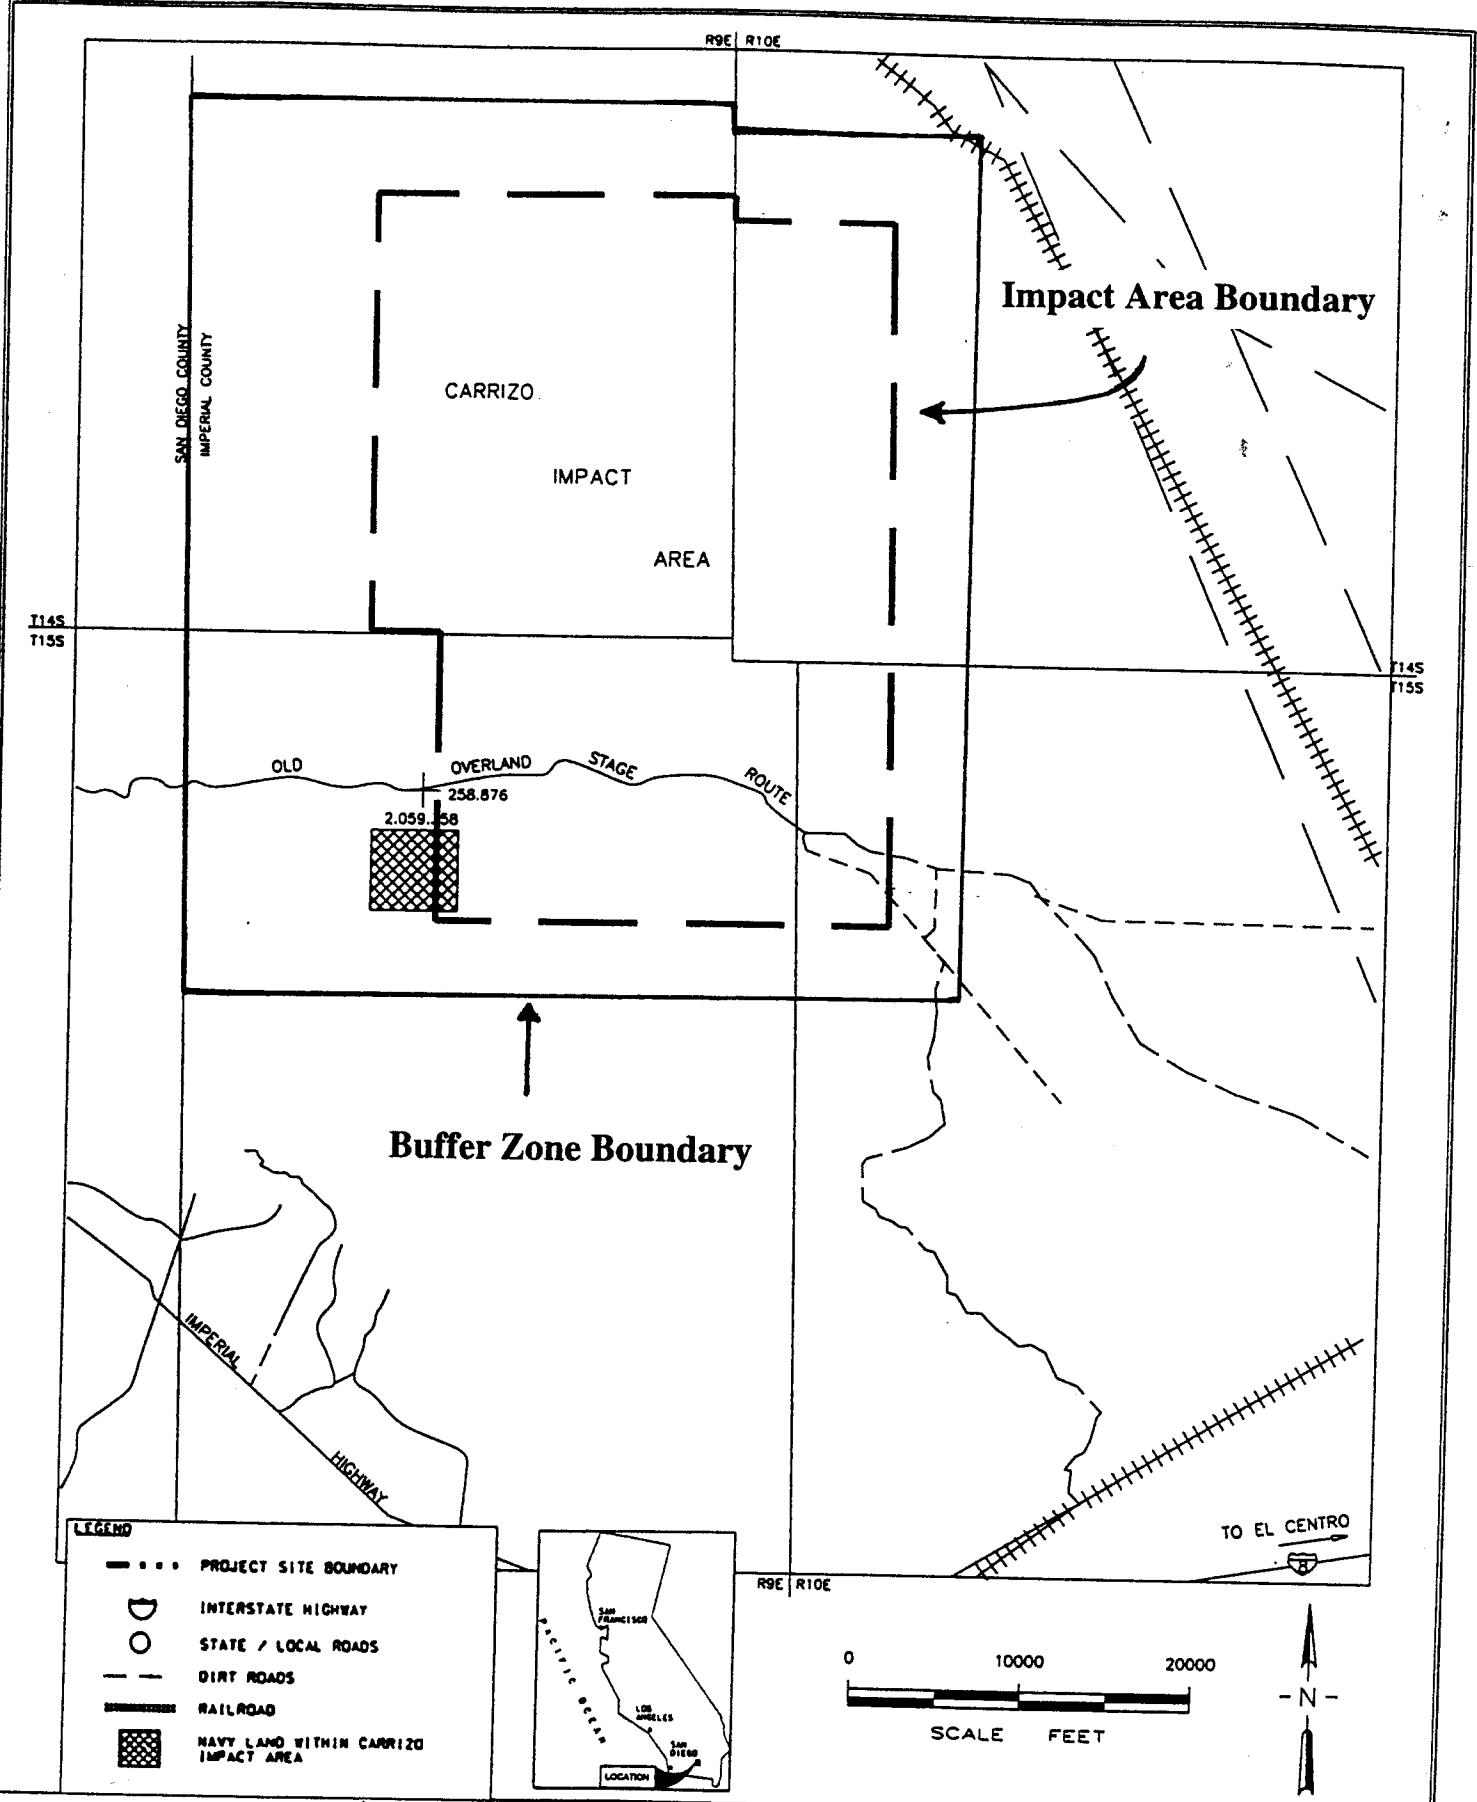 R9E R10E
Impact Area Boundary
SAN DIEGO COUNTY
IMPERIAL COUNTY
CARRIZO
IMPACT
AREA
T14S
T15S
T14S
T15S
OLD OVERLAND STAGE ROUTE
258.876
Buffer Zone Boundary
IMPERIAL
HIGHWAY
TO EL CENTRO
8
R9E R10E
LEGEND
PROJECT SITE BOUNDARY
INTERSTATE HIGHWAY
STATE / LOCAL ROADS
DIRT ROADS
RAILROAD
NAVY LAND WITHIN CARRIZO
IMPACT AREA
SAN
FRANCISCO
PACIFIC OCEAN
LOS
ANGELES
SAN
DIEGO
LOCATION
0 10000 20000
SCALE FEET
-N-